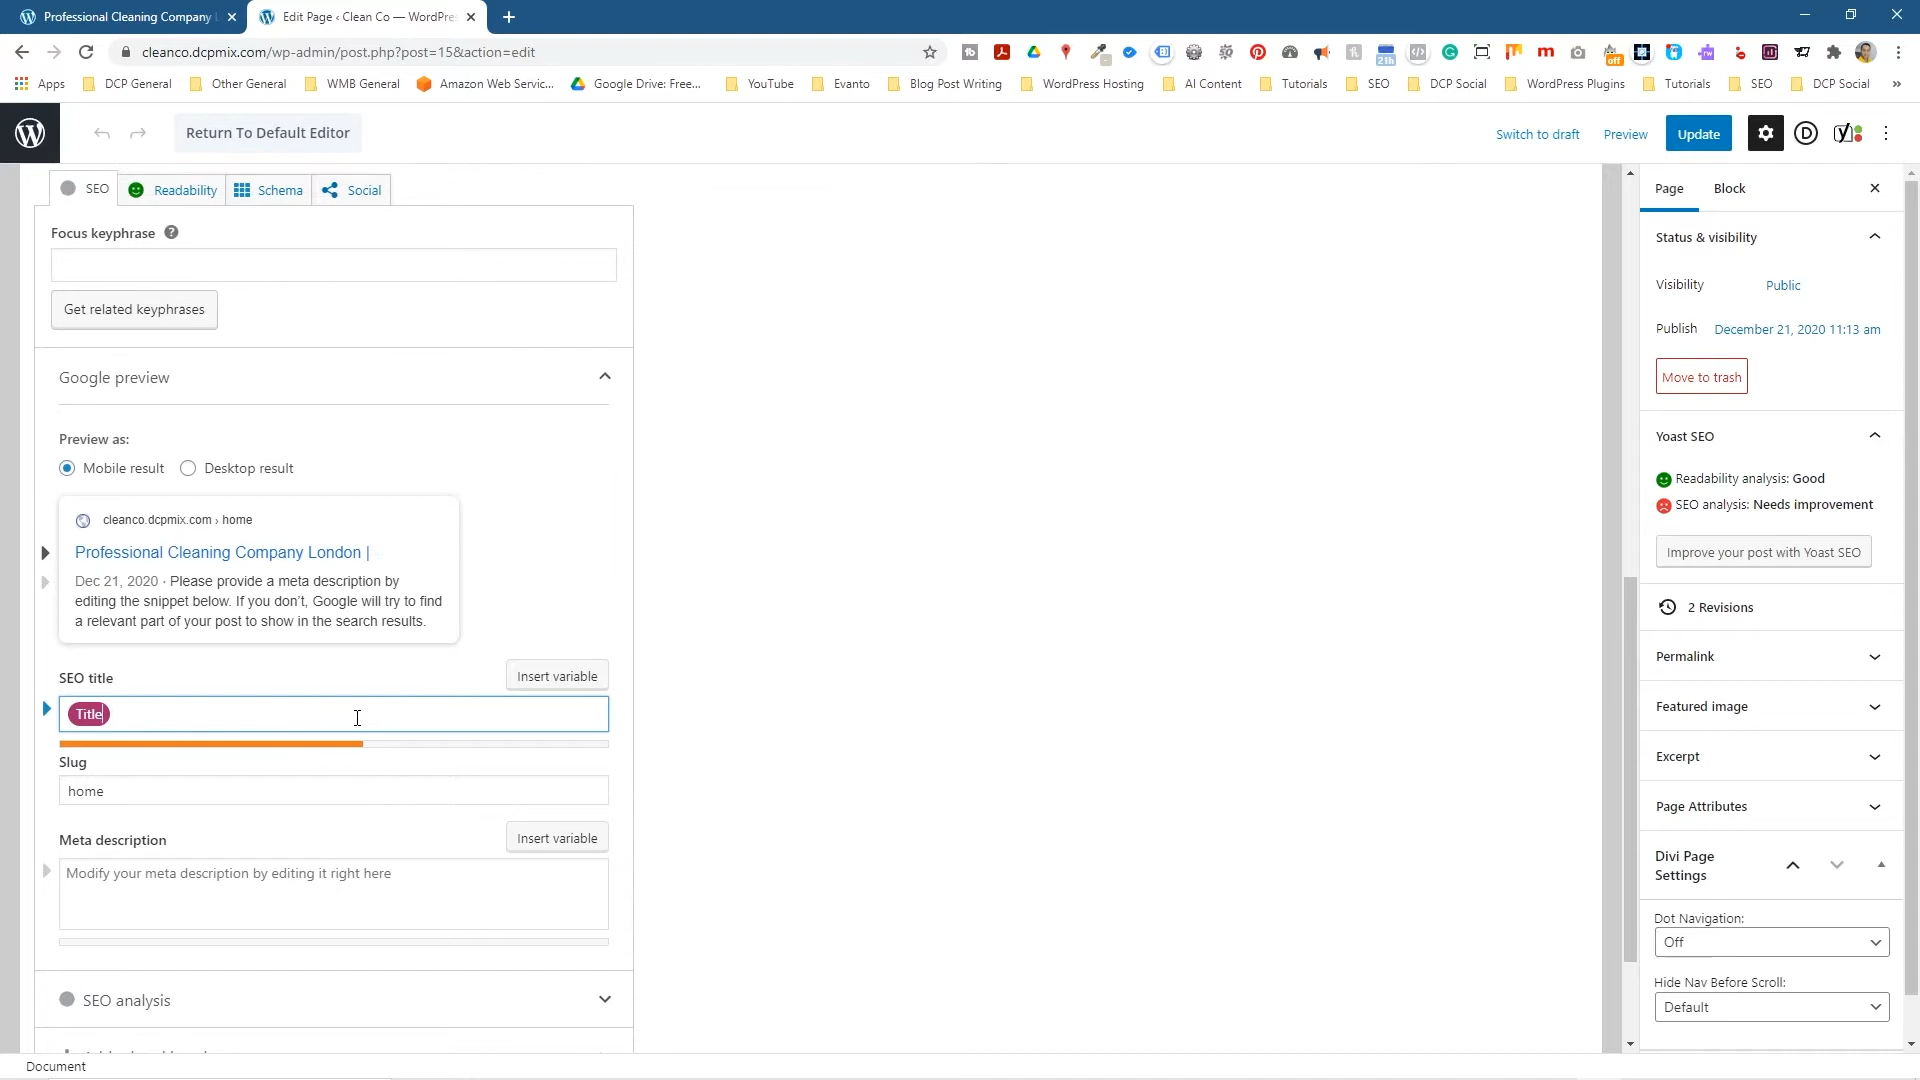 Professional Cleaning Company
Edit Page ‹ Clean Co — WordPre
cleanco.dcpmix.com/wp-admin/post.php?post=15&action=edit
21h
off
Apps
DCP General
Other General
WMB General
Amazon Web Servic...
Google Drive: Free...
YouTube
Evanto
Blog Post Writing
WordPress Hosting
AI Content
Tutorials
SEO
DCP Social
WordPress Plugins
Tutorials
SEO
DCP Social
Return To Default Editor
Switch to draft
Preview
Update
SEO
Readability
Schema
Social
Focus keyphrase
Get related keyphrases
Google preview
Preview as:
Mobile result
Desktop result
cleanco.dcpmix.com › home
Professional Cleaning Company London |
Dec 21, 2020 · Please provide a meta description by
editing the snippet below. If you don't, Google will try to find
a relevant part of your post to show in the search results.
SEO title
Insert variable
Title
Slug
home
Meta description
Insert variable
Modify your meta description by editing it right here
SEO analysis
Document
Page
Block
Status & visibility
Visibility
Public
Publish
December 21, 2020 11:13 am
Move to trash
Yoast SEO
Readability analysis: Good
SEO analysis: Needs improvement
Improve your post with Yoast SEO
2 Revisions
Permalink
Featured image
Excerpt
Page Attributes
Divi Page
Settings
Dot Navigation:
Off
Hide Nav Before Scroll:
Default